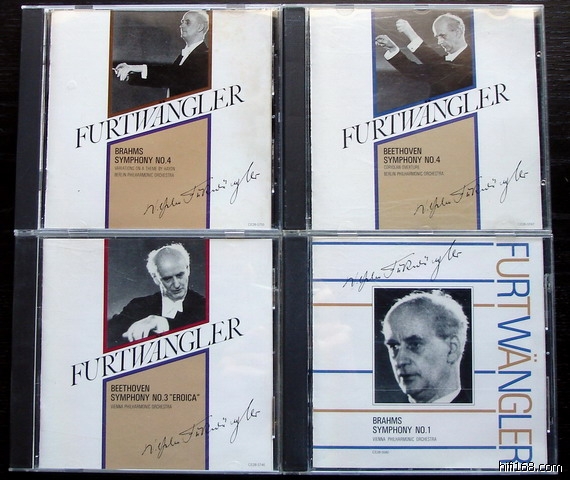 FURTWÄNGLER
BRAHMS
SYMPHONY NO.4
VARIATIONS ON A THEME BY HAYDN
BERLIN PHILHARMONIC ORCHESTRA
FURTWÄNGLER
BEETHOVEN
SYMPHONY NO.4
CORIOLAN OVERTURE
BERLIN PHILHARMONIC ORCHESTRA
FURTWÄNGLER
BEETHOVEN
SYMPHONY NO.3 "EROICA"
VIENNA PHILHARMONIC ORCHESTRA
FURTWÄNGLER
BRAHMS
SYMPHONY NO.1
VIENNA PHILHARMONIC ORCHESTRA
hifi168.com